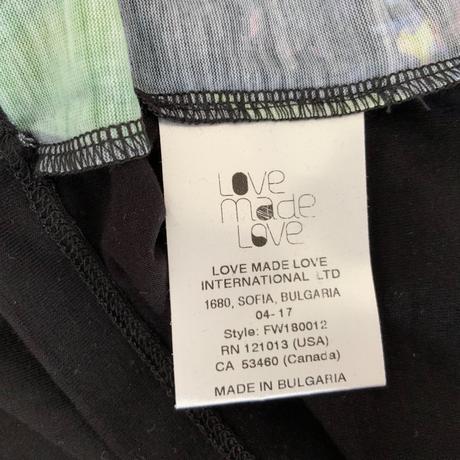 LOVE
made
LOVE
LOVE MADE LOVE
INTERNATIONAL LTD
1680, SOFIA, BULGARIA
04-17
Style: FW180012
RN 121013 (USA)
CA 53460 (Canada)
MADE IN BULGARIA